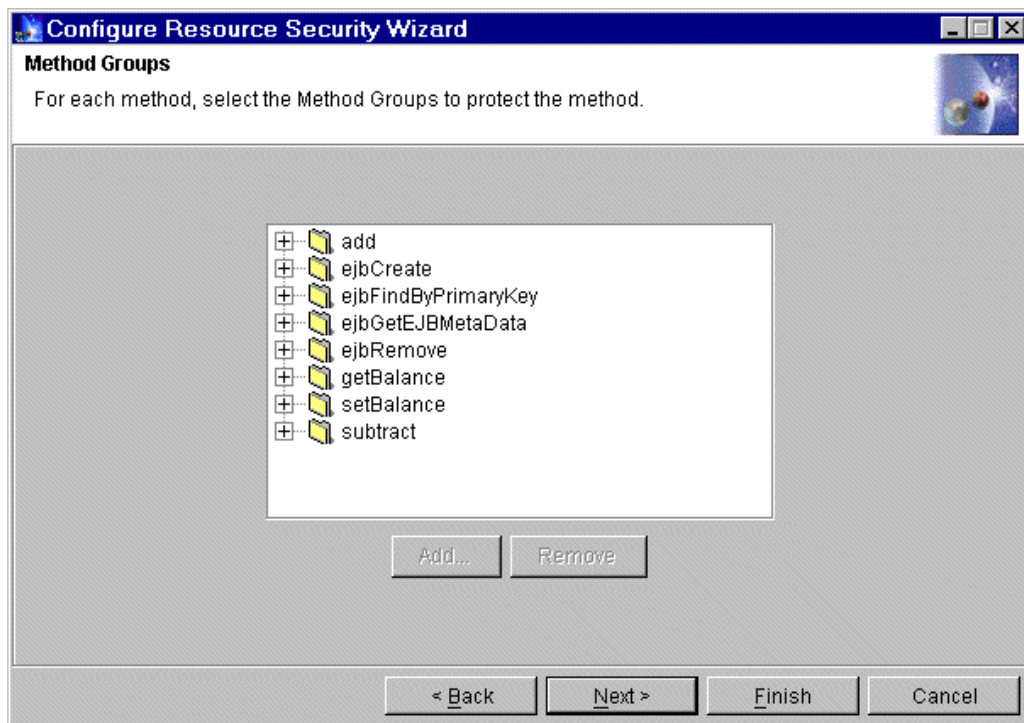 Configure Resource Security Wizard
Method Groups
For each method, select the Method Groups to protect the method.
add
ejbCreate
ejbFindByPrimaryKey
ejbGetEJBMetaData
ejbRemove
getBalance
setBalance
subtract
Add... Remove
< Back Next > Finish Cancel